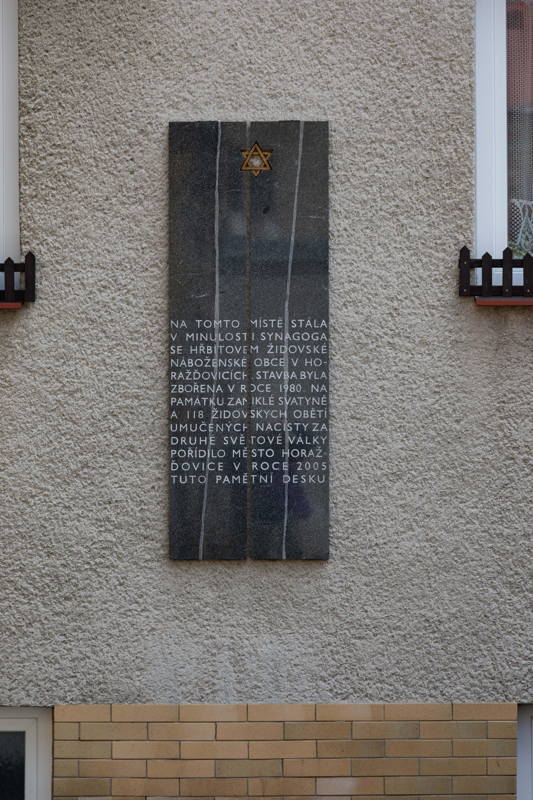 NA TOMTO MÍSTĚ STÁLA
V MINULOSTI SYNAGOGA
SE HŘBITOVEM ŽIDOVSKÉ
NÁBOŽENSKÉ OBCE V HO-
RAŽĎOVICÍCH. STAVBA BYLA
ZBOŘENA V ROCE 1980. NA
PAMÁTKU ZANIKLÉ SVATYNĚ
A 118 ŽIDOVSKÝCH OBĚTÍ
UMUČENÝCH NACISTY ZA
DRUHÉ SVĚTOVÉ VÁLKY
POŘÍDILO MĚSTO HORAŽ-
ĎOVICE V ROCE 2005
TUTO PAMĚTNÍ DESKU